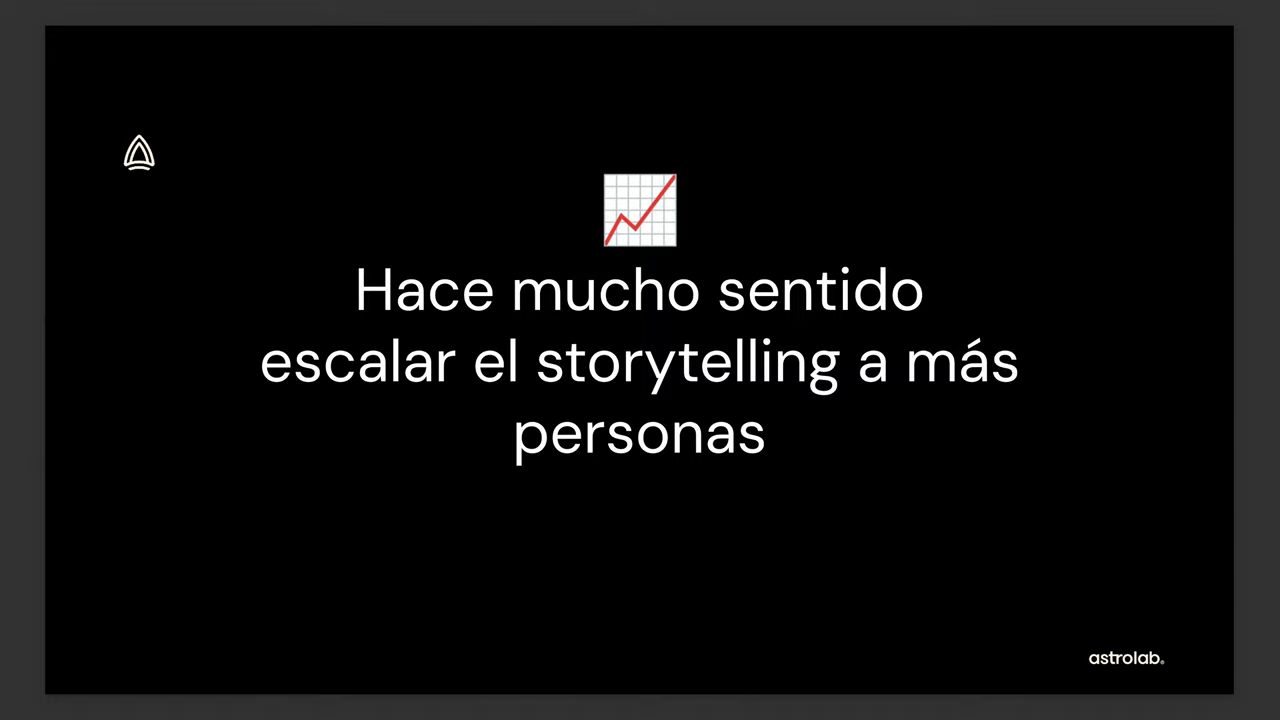 Hace mucho sentido
escalar el storytelling a más
personas
astrolab.